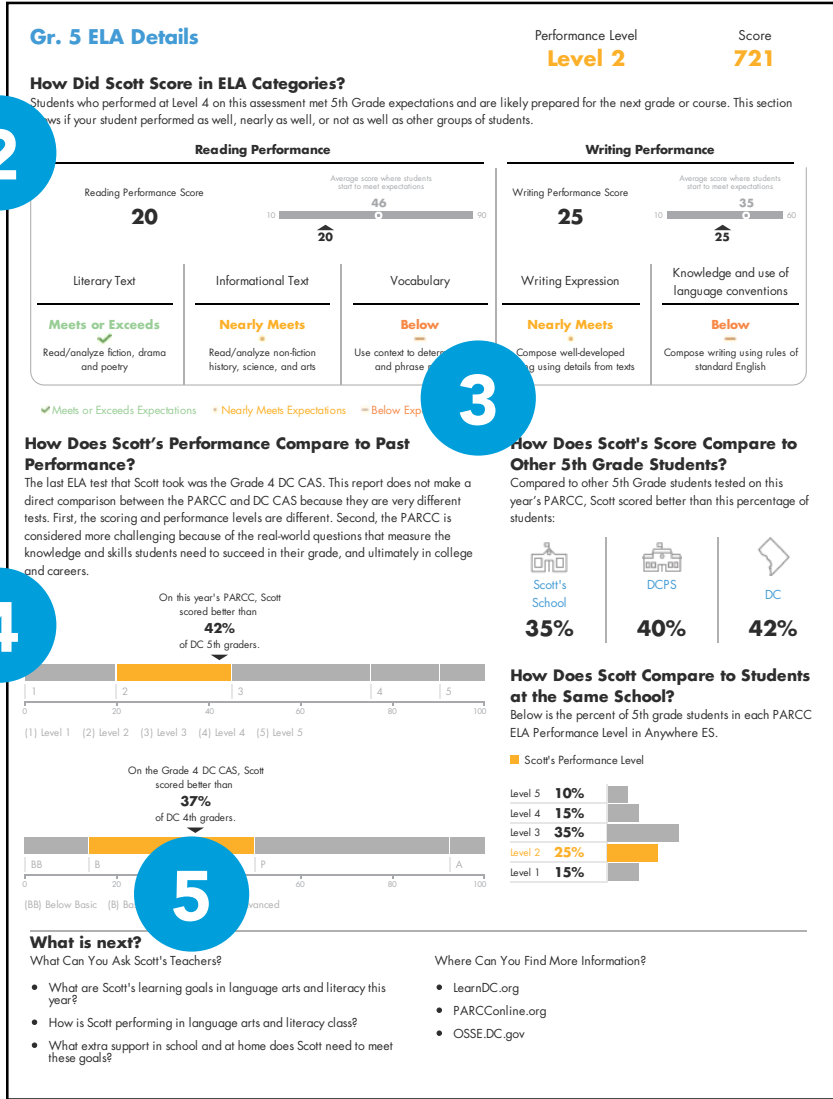 Gr. 5 ELA Details
Performance Level
Level 2
Score
721
How Did Scott Score in ELA Categories?
Students who performed at Level 4 on this assessment met 5th Grade expectations and are likely prepared for the next grade or course. This section
if your student performed as well, nearly as well, or not as well as other groups of students.
2
Reading Performance
Reading Performance Score
20
Average score where students
start to meet expectations
46
10
90
20
Writing Performance
Writing Performance Score
25
Average score where students
start to meet expectations
35
10
60
25
Literary Text
Meets or Exceeds
Read/analyze fiction, drama
and poetry
Informational Text
Nearly Meets
Read/analyze non-fiction
history, science, and arts
Vocabulary
Below
Use context to
and phrase
Writing Expression
Nearly Meets
Compose well-developed
using details from texts
Knowledge and use of
language conventions
Below
Compose writing using rules of
standard English
3
Meets or Exceeds Expectations
Nearly Meets Expectations
Below
How Does Scott's Performance Compare to Past
Performance?
The last ELA test that Scott took was the Grade 4 DC CAS. This report does not make a
direct comparison between the PARCC and DC CAS because they are very different
tests. First, the scoring and performance levels are different. Second, the PARCC is
considered more challenging because of the real-world questions that measure the
knowledge and skills students need to succeed in their grade, and ultimately in college
and careers.
4
On this year's PARCC, Scott
scored better than
42%
of DC 5th graders.
1 2 3 4 5
0 20 40 60 80 100
(1) Level 1 (2) Level 2 (3) Level 3 (4) Level 4 (5) Level 5
On the Grade 4 DC CAS, Scott
scored better than
37%
of DC 4th graders.
BB B P A
0 20 60 80 100
(BB) Below Basic (B)
5
How Does Scott's Score Compare to
Other 5th Grade Students?
Compared to other 5th Grade students tested on this
year's PARCC, Scott scored better than this percentage of
students:
Scott's
School
35%
DCPS
40%
DC
42%
How Does Scott Compare to Students
at the Same School?
Below is the percent of 5th grade students in each PARCC
ELA Performance Level in Anywhere ES.
Scott's Performance Level
Level 5 10%
Level 4 15%
Level 3 35%
Level 2 25%
Level 1 15%
What is next?
What Can You Ask Scott's Teachers?
• What are Scott's learning goals in language arts and literacy this
year?
• How is Scott performing in language arts and literacy class?
• What extra support in school and at home does Scott need to meet
these goals?
Where Can You Find More Information?
• LearnDC.org
• PARCConline.org
• OSSE.DC.gov